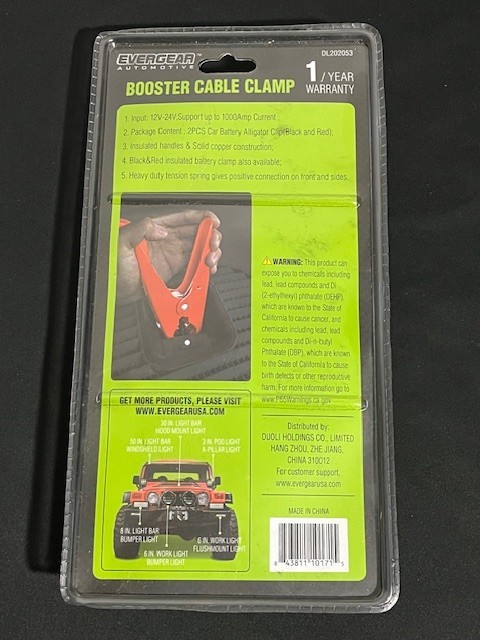 DL202053
EVERGEAR
AUTOMOTIVE
BOOSTER CABLE CLAMP
1 / YEAR
WARRANTY
1. Input: 12V-24V,Support up to 1000Amp Current ;
2. Package Content : 2PCS Car Battery Alligator Clip(Black and Red);
3. Insulated handles & Solid copper construction;
4. Black&Red insulated battery clamp also available;
5. Heavy duty tension spring gives positive connection on front and sides.
WARNING: This product can
expose you to chemicals including
lead, lead compounds and Di
(2-ethylhexyl) phthalate (DEHP),
which are known to the State of
California to cause cancer, and
chemicals including lead, lead
compounds and Di-n-butyl
Phthalate (DBP), which are known
to the State of California to cause
birth defects or other reproductive
harm. For more information go to
www.P65Warnings.ca.gov
GET MORE PRODUCTS, PLEASE VISIT
WWW.EVERGEARUSA.COM
30 IN. LIGHT BAR
HOOD MOUNT LIGHT
50 IN. LIGHT BAR
WINDSHIELD LIGHT
3 IN. POD LIGHT
A-PILLAR LIGHT
8 IN. LIGHT BAR
BUMPER LIGHT
6 IN. WORK LIGHT
BUMPER LIGHT
6 IN. WORK LIGHT
FLUSHMOUNT LIGHT
Distributed by:
DUOLI HOLDINGS CO., LIMITED
HANG ZHOU, ZHE JIANG,
CHINA 310012
For customer support,
www.evergearusa.com
MADE IN CHINA
43811 10171 5